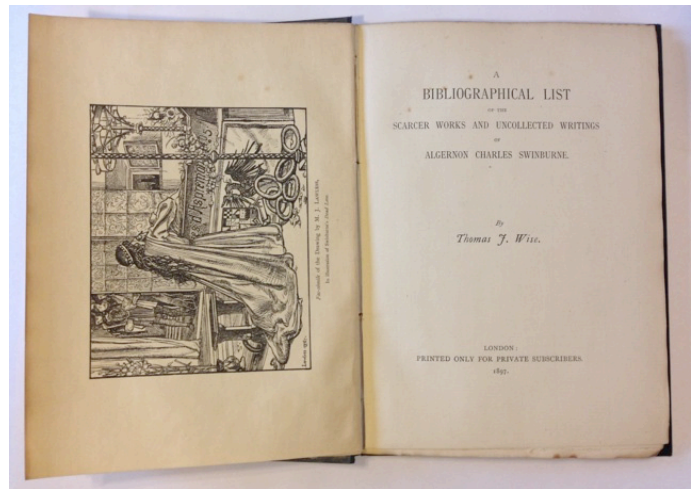 Fac-simile of the Drawing by M. J. Lawless,
In Illustration of Swinburne's Dead Love
A
BIBLIOGRAPHICAL LIST
OF THE
SCARCER WORKS AND UNCOLLECTED WRITINGS
OF
ALGERNON CHARLES SWINBURNE.
By
Thomas J. Wise.
LONDON:
PRINTED ONLY FOR PRIVATE SUBSCRIBERS.
1897.